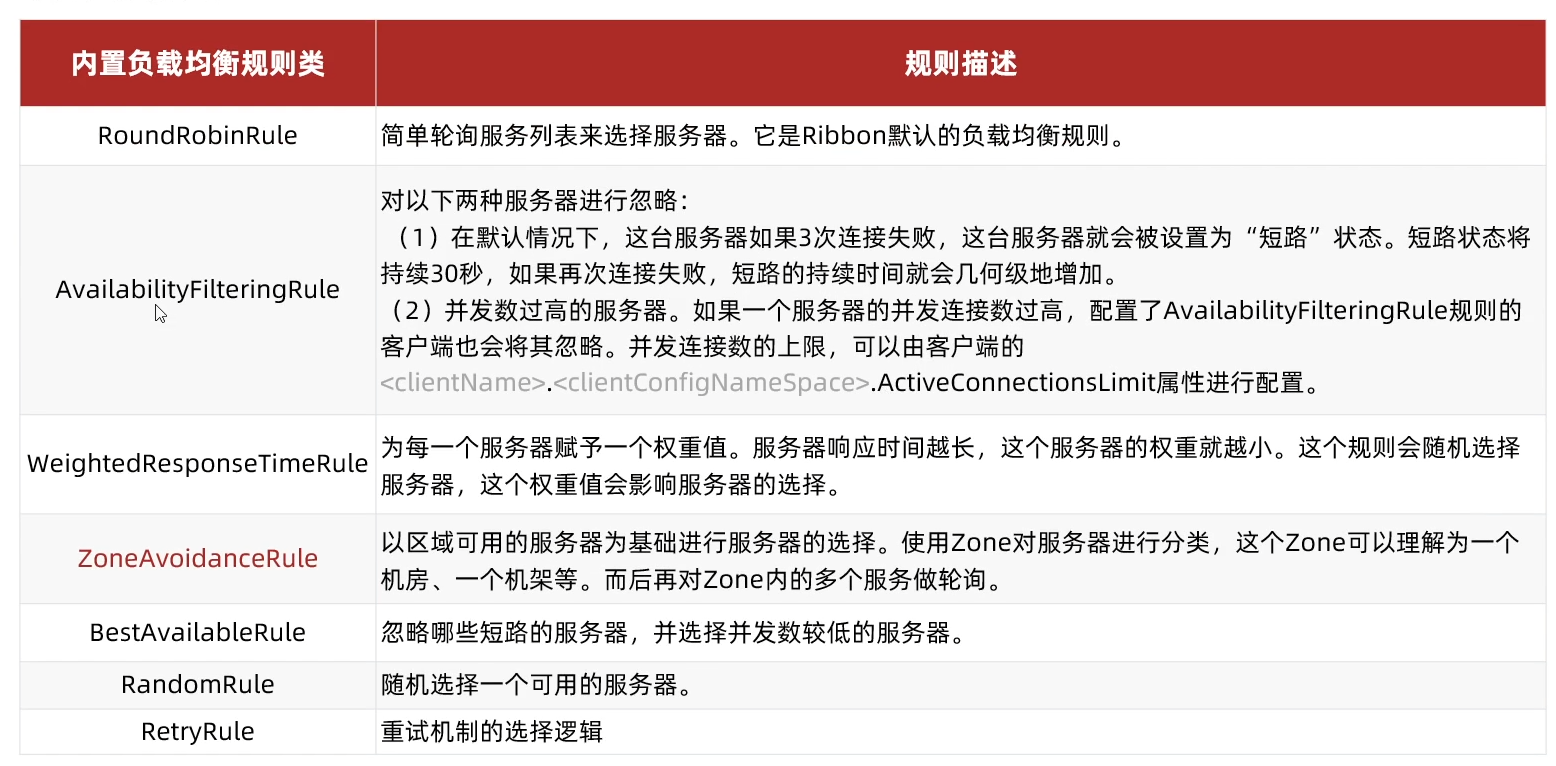 内置负载均衡规则类 规则描述
RoundRobinRule 简单轮询服务列表来选择服务器。它是Ribbon默认的负载均衡规则。
对以下两种服务器进行忽略：
（1）在默认情况下，这台服务器如果3次连接失败，这台服务器就会被设置为“短路”状态。短路状态将
持续30秒，如果再次连接失败，短路的持续时间就会几何级地增加。
AvailabilityFilteringRule
（2）并发数过高的服务器。如果一个服务器的并发连接数过高，配置了AvailabilityFilteringRule规则的
客户端也会将其忽略。并发连接数的上限，可以由客户端的
<clientName>.<clientConfigNameSpace>.ActiveConnectionsLimit属性进行配置。
WeightedResponseTimeRule
为每一个服务器赋予一个权重值。服务器响应时间越长，这个服务器的权重就越小。这个规则会随机选择
服务器，这个权重值会影响服务器的选择。
ZoneAvoidanceRule
以区域可用的服务器为基础进行服务器的选择。使用Zone对服务器进行分类，这个Zone可以理解为一个
机房、一个机架等。而后再对Zone内的多个服务做轮询。
BestAvailableRule 忽略哪些短路的服务器，并选择并发数较低的服务器。
RandomRule 随机选择一个可用的服务器。
RetryRule 重试机制的选择逻辑